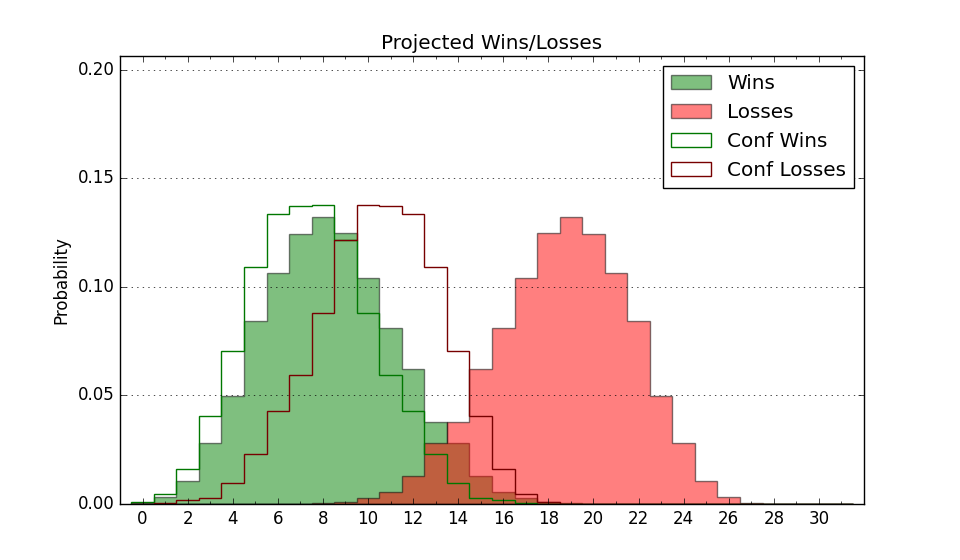 Projected Wins/Losses
0.20
0.15
0.10
0.05
0.00
Probability
Wins
Losses
Conf Wins
Conf Losses
0 2 4 6 8 10 12 14 16 18 20 22 24 26 28 30